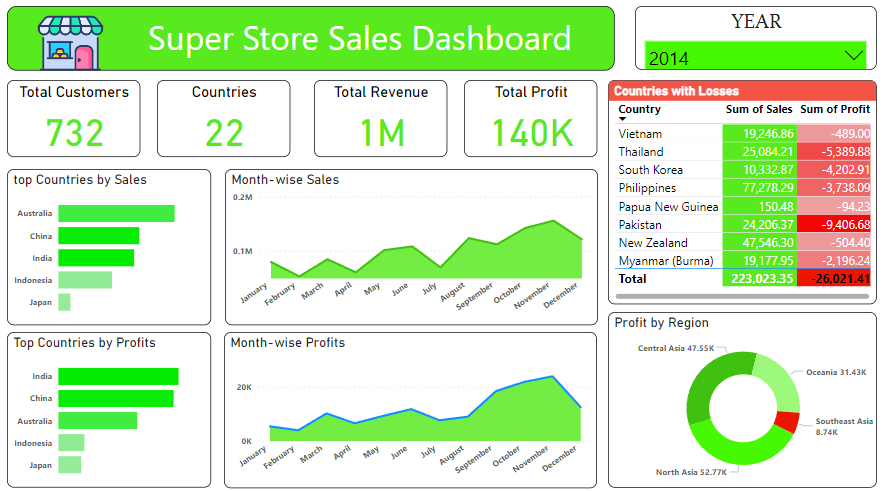 Super Store Sales Dashboard
YEAR
2014
Total Customers
732
Countries
22
Total Revenue
1M
Total Profit
140K
Countries with Losses
Country Sum of Sales Sum of Profit
Vietnam 19,246.86 -489.00
Thailand 25,084.21 -5,389.88
South Korea 10,332.87 -4,202.91
Philippines 77,278.29 -3,738.09
Papua New Guinea 150.48 -94.23
Pakistan 24,206.37 -9,406.68
New Zealand 47,546.30 -504.40
Myanmar (Burma) 19,177.95 -2,196.24
Total 223,023.35 -26,021.41
top Countries by Sales
Australia
China
India
Indonesia
Japan
Month-wise Sales
0.2M
0.1M
January February March April May June July August September October November December
Top Countries by Profits
India
China
Australia
Indonesia
Japan
Month-wise Profits
20K
0K
January February March April May June July August September October November December
Profit by Region
Central Asia 47.55K
Oceania 31.43K
Southeast Asia
8.74K
North Asia 52.77K